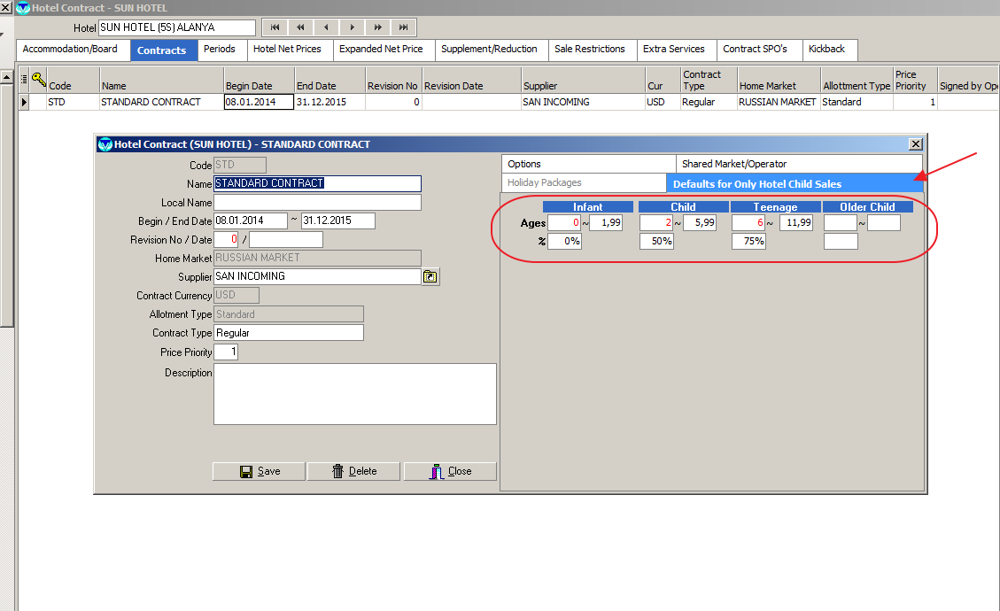 Hotel Contract - SUN HOTEL
Hotel SUN HOTEL (5S) ALANYA
Accommodation/Board Contracts Periods Hotel Net Prices Expanded Net Price Supplement/Reduction Sale Restrictions Extra Services Contract SPO's Kickback
Code Name Begin Date End Date Revision No Revision Date Supplier Cur Contract Type Home Market Allottment Type Price Priority Signed by Ope
STD STANDARD CONTRACT 08.01.2014 31.12.2015 0 SAN INCOMING USD Regular RUSSIAN MARKET Standard 1
Hotel Contract (SUN HOTEL) - STANDARD CONTRACT
Code STD
Name STANDARD CONTRACT
Local Name
Begin / End Date 08.01.2014 ~ 31.12.2015
Revision No / Date 0 /
Home Market RUSSIAN MARKET
Supplier SAN INCOMING
Contract Currency USD
Allotment Type Standard
Contract Type Regular
Price Priority 1
Description
Save Delete Close
Options Shared Market/Operator
Holiday Packages Defaults for Only Hotel Child Sales
Infant Child Teenage Older Child
Ages 0 ~ 1,99 2 ~ 5,99 6 ~ 11,99 ~
% 0% 50% 75%